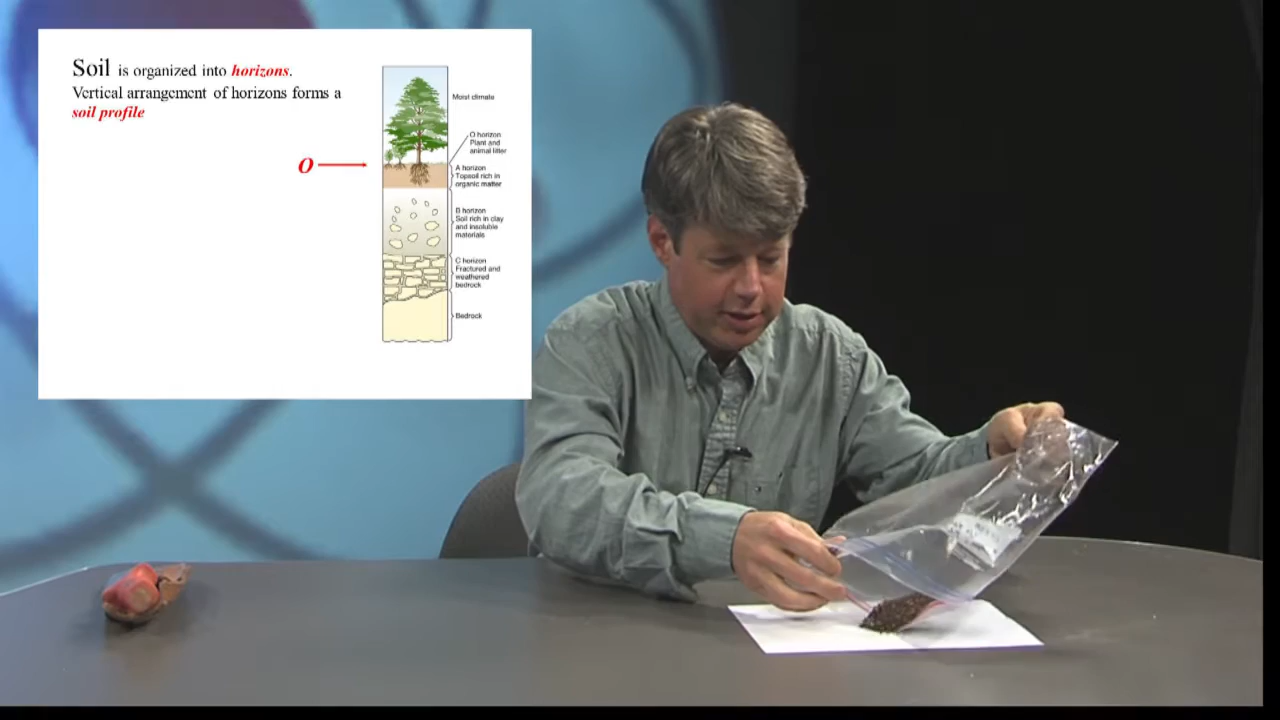 Soil is organized into horizons.
Vertical arrangement of horizons forms a
soil profile
O
Moist climate
O horizon
Plant and
animal litter
A horizon
Topsoil rich in
organic matter
B horizon
Soil rich in clay
and insoluble
materials
C horizon
Fractured and
weathered
bedrock
Bedrock